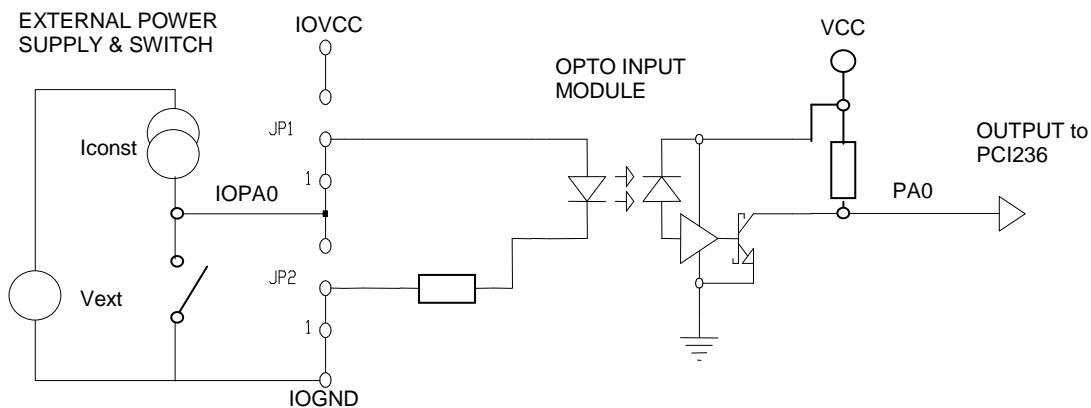 EXTERNAL POWER
SUPPLY & SWITCH
IOVCC
VCC
OPTO INPUT
MODULE
JP1
OUTPUT to
PCI236
Iconst
1
IOPA0
PA0
JP2
Vext
1
IOGND